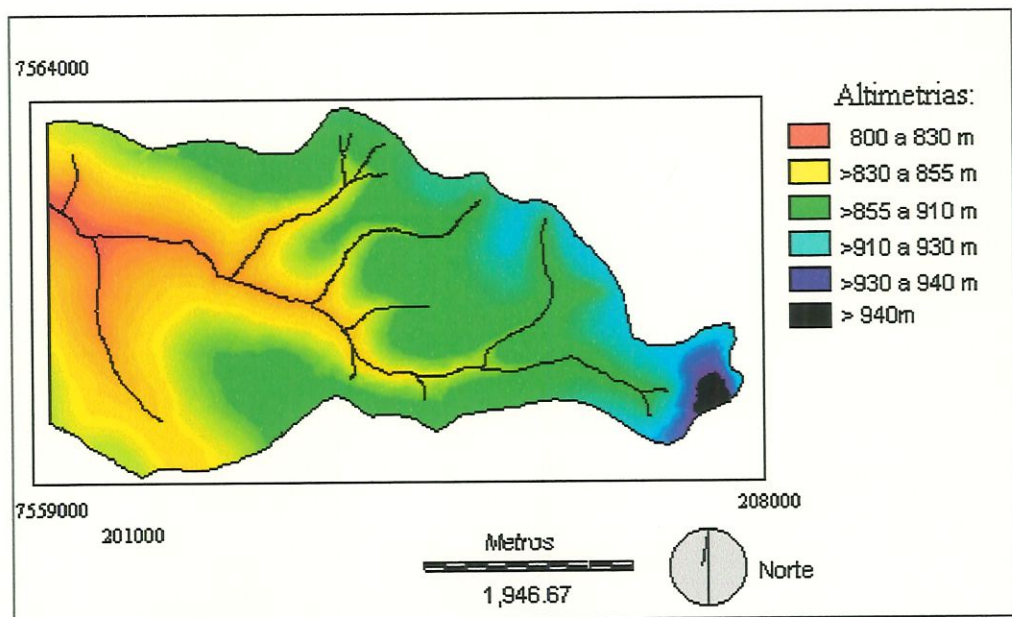 7564000
Altimetrias:
800 a 830 m
>830 a 855 m
>855 a 910 m
>910 a 930 m
>930 a 940 m
> 940m
7559000
201000
208000
Metros
1,946.67
Norte